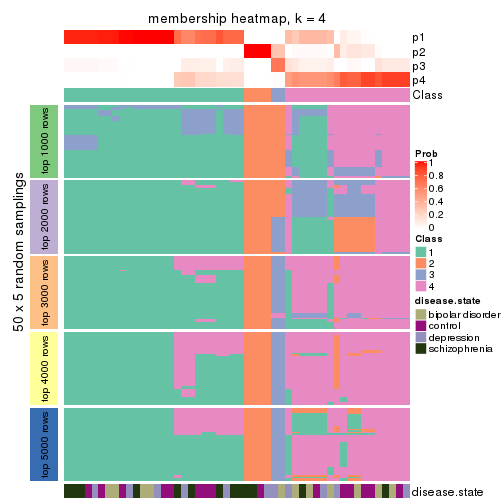 membership heatmap, k = 4
p1
p2
p3
p4
Class
50 x 5 random samplings
top 1000 rows
top 2000 rows
top 3000 rows
top 4000 rows
top 5000 rows
disease.state
Prob
1
0.8
0.6
0.4
0.2
0
Class
1
2
3
4
disease.state
bipolar disorder
control
depression
schizophrenia